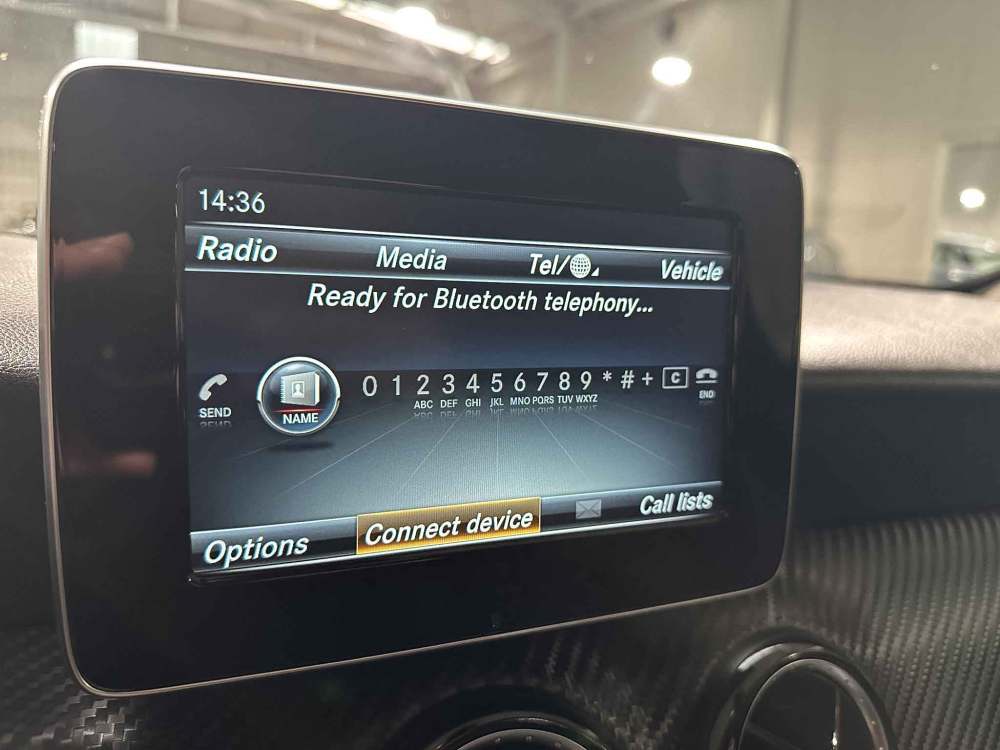 14:36
Radio Media Tel/ Vehicle
Ready for Bluetooth telephony...
0 1 2 3 4 5 6 7 8 9 * # + C
SEND NAME ABC DEF GHI JKL MNO PQRS TUV WXYZ END
Options Connect device Call lists